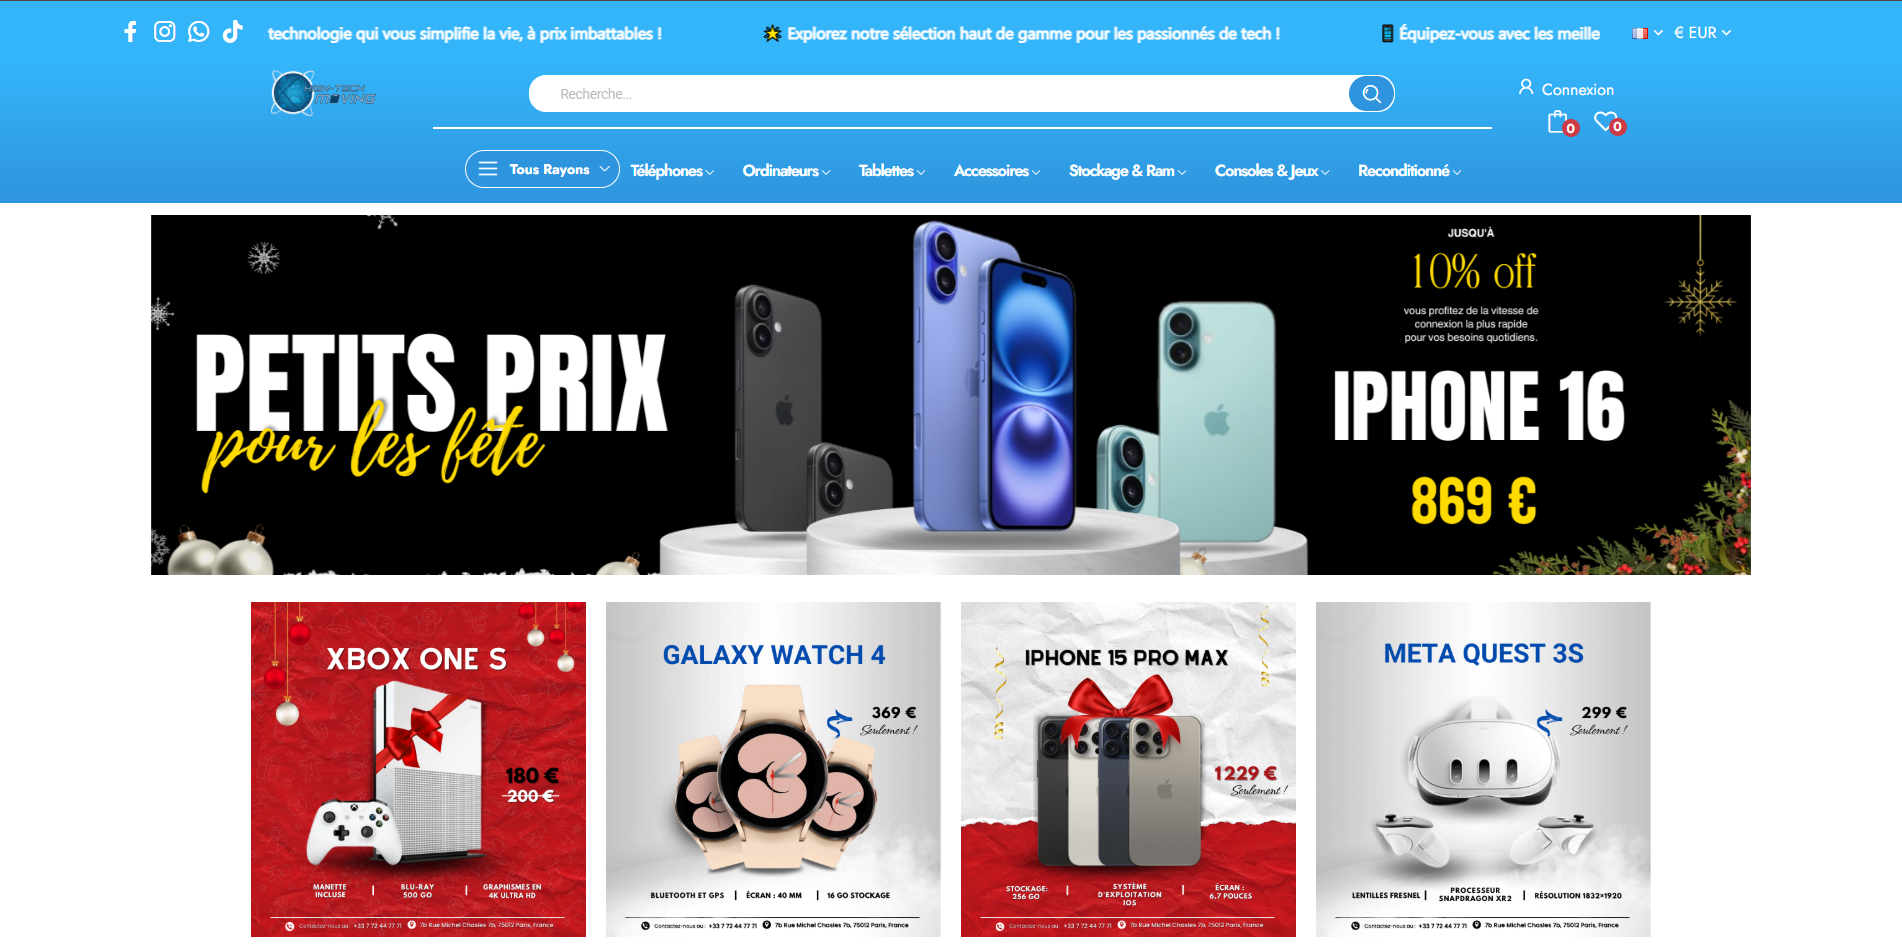 technologie qui vous simplifie la vie, à prix imbattables !
Explorez notre sélection haut de gamme pour les passionnés de tech !
Équipez-vous avec les meille
€ EUR
HIGH-TECH
MOVING
Recherche...
Connexion
0
0
Tous Rayons
Téléphones
Ordinateurs
Tablettes
Accessoires
Stockage & Ram
Consoles & Jeux
Reconditionné
PETITS PRIX
pour les fête
JUSQU'À
10% off
vous profitez de la vitesse de
connexion la plus rapide
pour vos besoins quotidiens.
IPHONE 16
869 €
XBOX ONE S
180 €
200 €
MANETTE
INCLUSE
BLU-RAY
500 GO
GRAPHISMES EN
4K ULTRA HD
Contactez-nous au : +33 7 72 44 77 71
7b Rue Michel Chasles 7b, 75012 Paris, France
GALAXY WATCH 4
369 €
Seulement !
BLUETOOTH ET GPS
ÉCRAN : 40 MM
16 GO STOCKAGE
Contactez-nous au : +33 7 72 44 77 71
7b Rue Michel Chasles 7b, 75012 Paris, France
IPHONE 15 PRO MAX
1229 €
Seulement !
STOCKAGE:
256 GO
SYSTÈME
D'EXPLOITATION
IOS
ÉCRAN :
6,7 POUCES
Contactez-nous au : +33 7 72 44 77 71
7b Rue Michel Chasles 7b, 75012 Paris, France
META QUEST 3S
299 €
Seulement !
LENTILLES FRESNEL
PROCESSEUR
SNAPDRAGON XR2
RÉSOLUTION 1832×1920
Contactez-nous au : +33 7 72 44 77 71
7b Rue Michel Chasles 7b, 75012 Paris, France